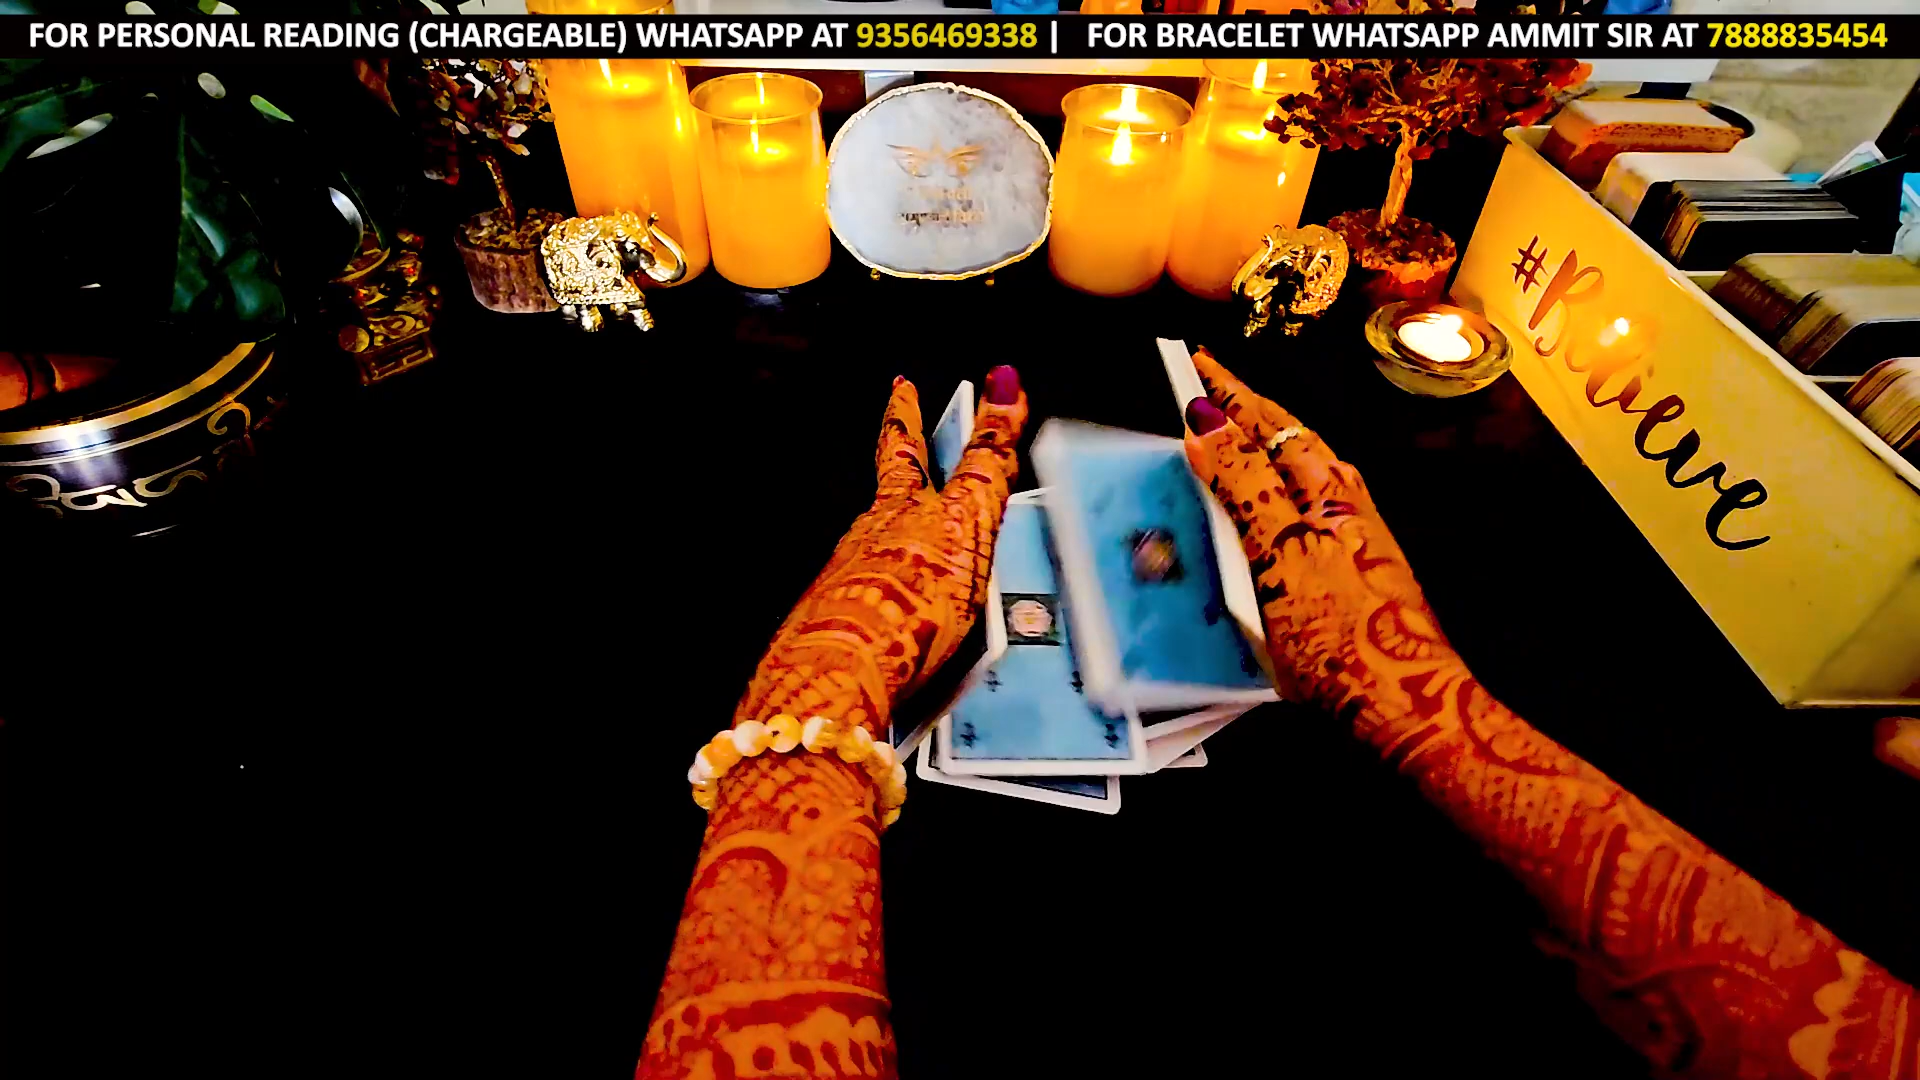 FOR PERSONAL READING (CHARGEABLE) WHATSAPP AT 9356469338 | FOR BRACELET WHATSAPP AMMIT SIR AT 7888835454
#Believe